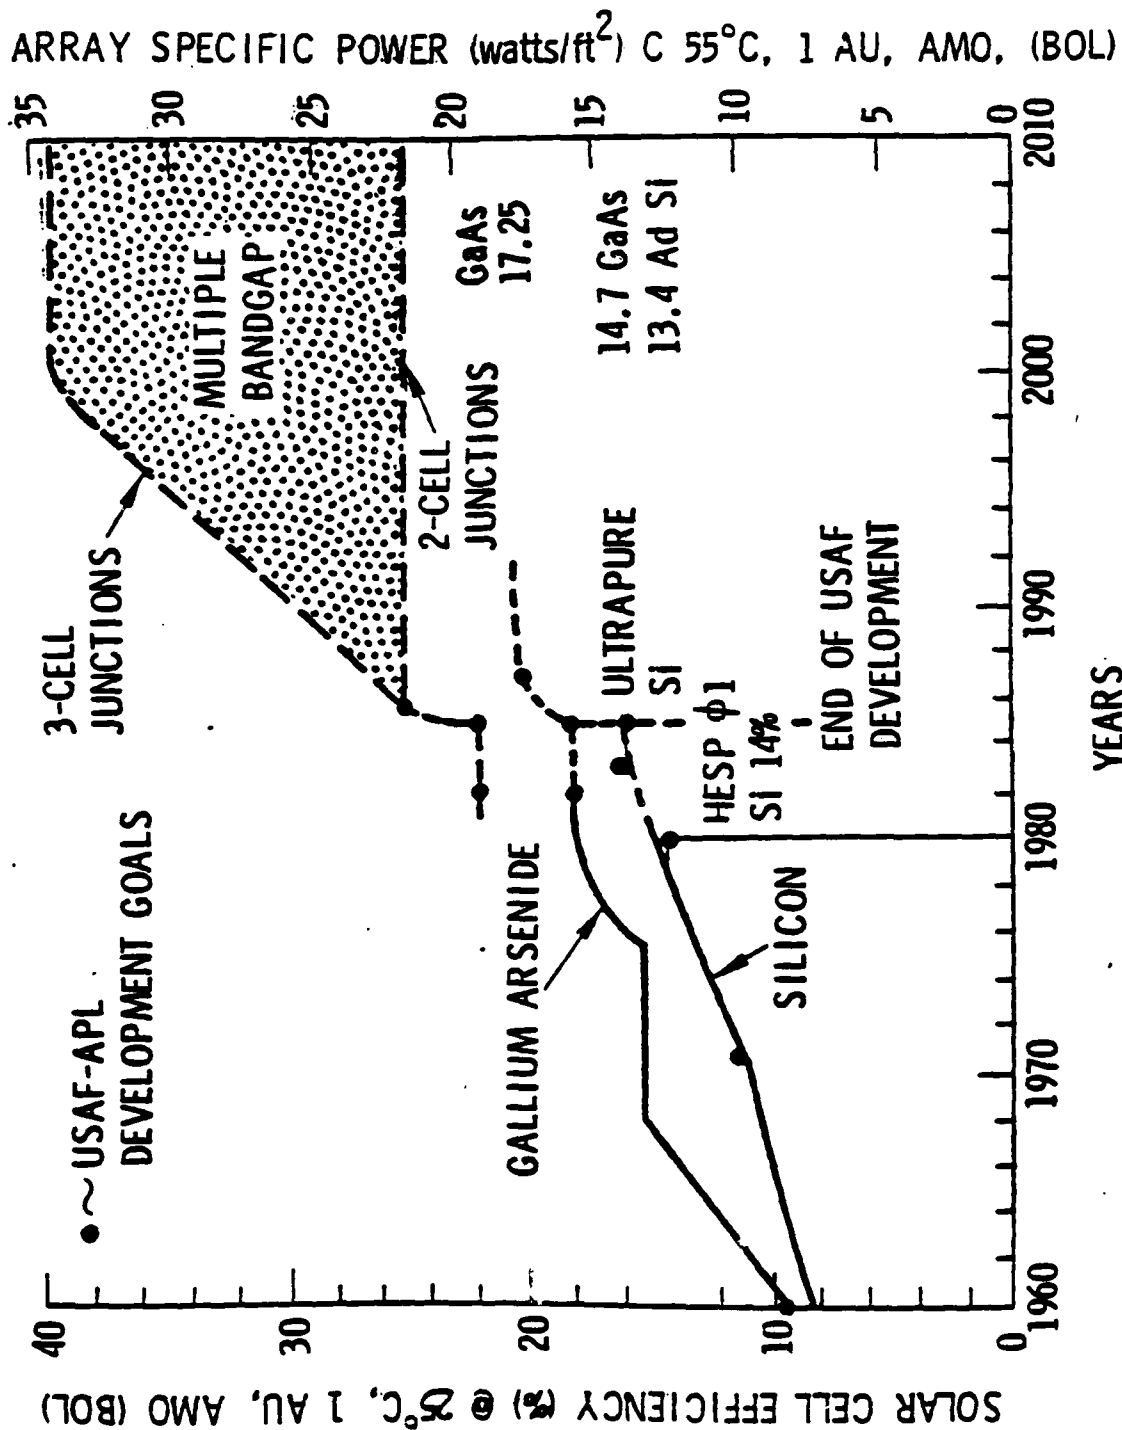 ARRAY SPECIFIC POWER (watts/ft²) C 55°C, 1 AU, AMO, (BOL)
35
30
25
20
15
10
5
0
SOLAR CELL EFFICIENCY (%) @ 25°C, 1 AU, AMO (BOL)
40
30
20
10
0
● ~ USAF-APL
DEVELOPMENT GOALS
3-CELL
JUNCTIONS
MULTIPLE
BANDGAP
2-CELL
JUNCTIONS
GaAs
17.25
GALLIUM ARSENIDE
ULTRAPURE
Si
14.7 GaAs
13.4 Ad Si
HESP ϕ1
Si 14%
SILICON
END OF USAF
DEVELOPMENT
1960
1970
1980
1990
2000
2010
YEARS